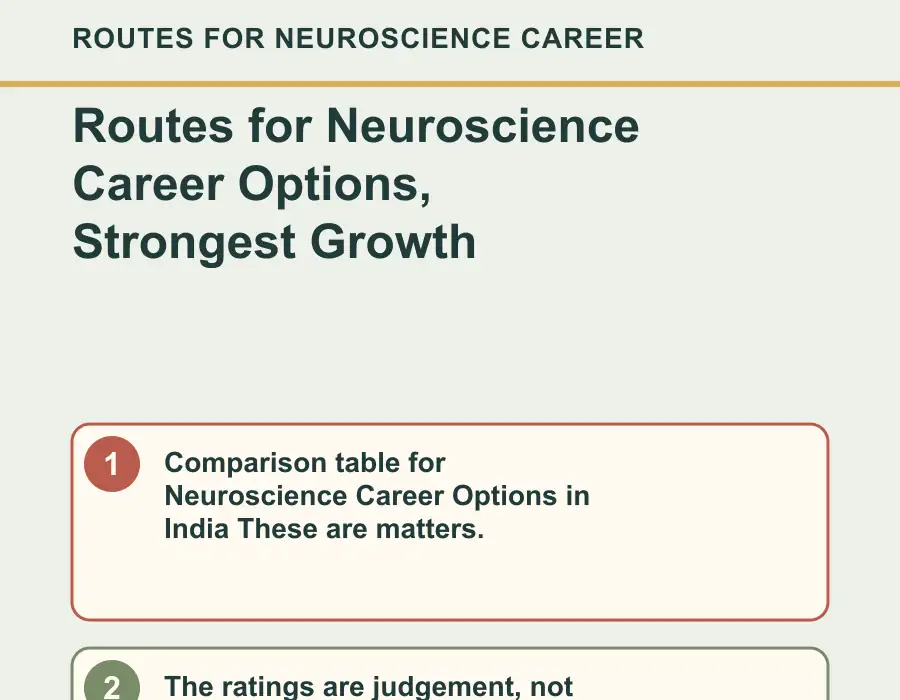 ROUTES FOR NEUROSCIENCE CAREER
Routes for Neuroscience
Career Options,
Strongest Growth
1
Comparison table for
Neuroscience Career Options in
India These are matters.
2
The ratings are judgement, not